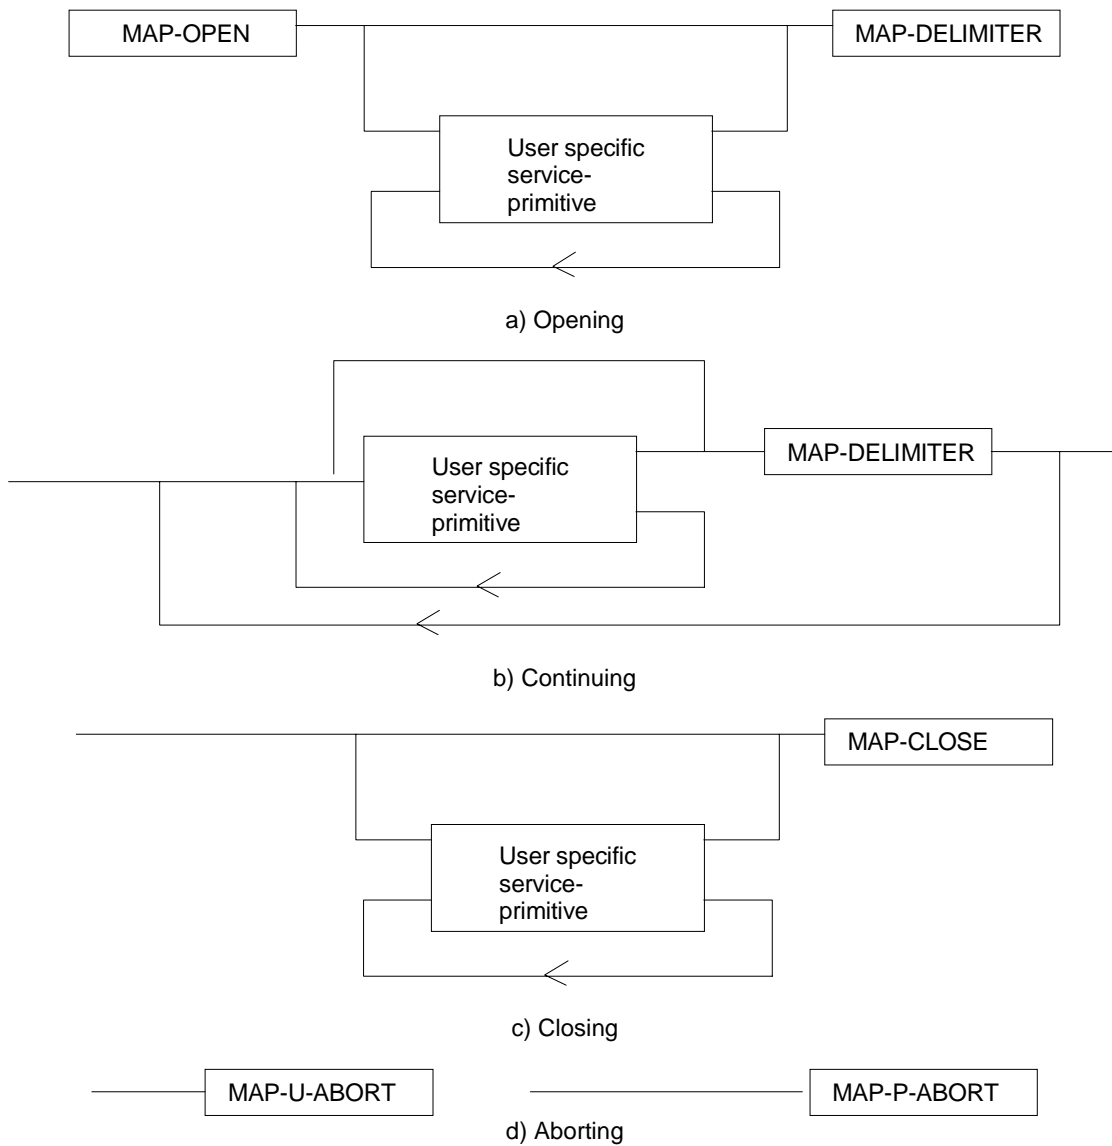 MAP-OPEN
MAP-DELIMITER
User specific
service-
primitive
a) Opening
User specific
service-
primitive
MAP-DELIMITER
b) Continuing
MAP-CLOSE
User specific
service-
primitive
c) Closing
MAP-U-ABORT
MAP-P-ABORT
d) Aborting